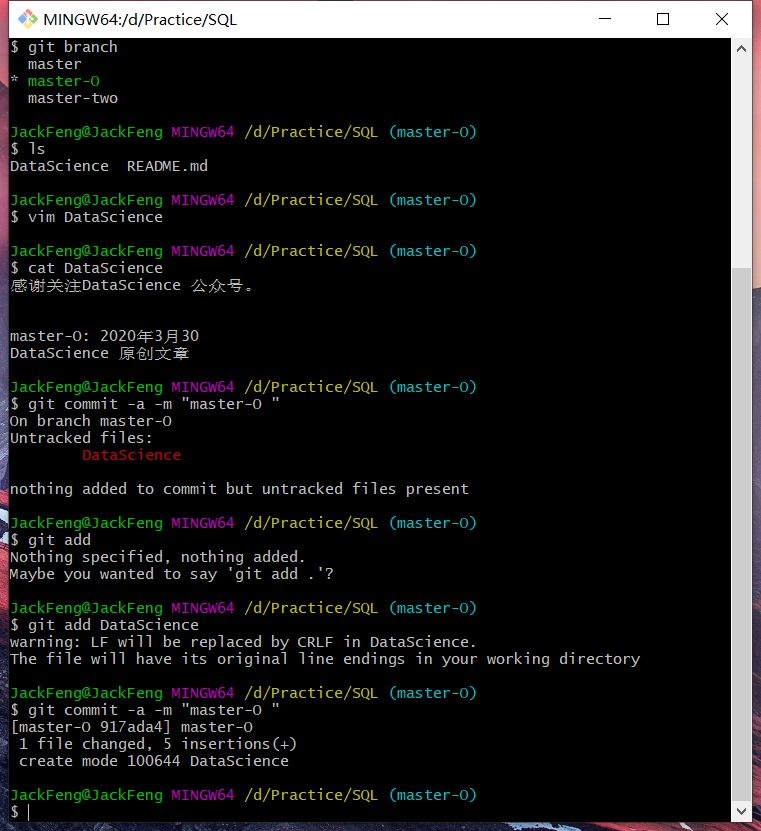 MINGW64:/d/Practice/SQL
$ git branch
  master
* master-O
  master-two
JackFeng@JackFeng MINGW64 /d/Practice/SQL (master-O)
$ ls
DataScience  README.md
JackFeng@JackFeng MINGW64 /d/Practice/SQL (master-O)
$ vim DataScience
JackFeng@JackFeng MINGW64 /d/Practice/SQL (master-O)
$ cat DataScience
感谢关注DataScience 公众号。
master-O: 2020年3月30
DataScience 原创文章
JackFeng@JackFeng MINGW64 /d/Practice/SQL (master-O)
$ git commit -a -m "master-O "
On branch master-O
Untracked files:
        DataScience
nothing added to commit but untracked files present
JackFeng@JackFeng MINGW64 /d/Practice/SQL (master-O)
$ git add
Nothing specified, nothing added.
Maybe you wanted to say 'git add .'?
JackFeng@JackFeng MINGW64 /d/Practice/SQL (master-O)
$ git add DataScience
warning: LF will be replaced by CRLF in DataScience.
The file will have its original line endings in your working directory
JackFeng@JackFeng MINGW64 /d/Practice/SQL (master-O)
$ git commit -a -m "master-O "
[master-O 917ada4] master-O
 1 file changed, 5 insertions(+)
 create mode 100644 DataScience
JackFeng@JackFeng MINGW64 /d/Practice/SQL (master-O)
$